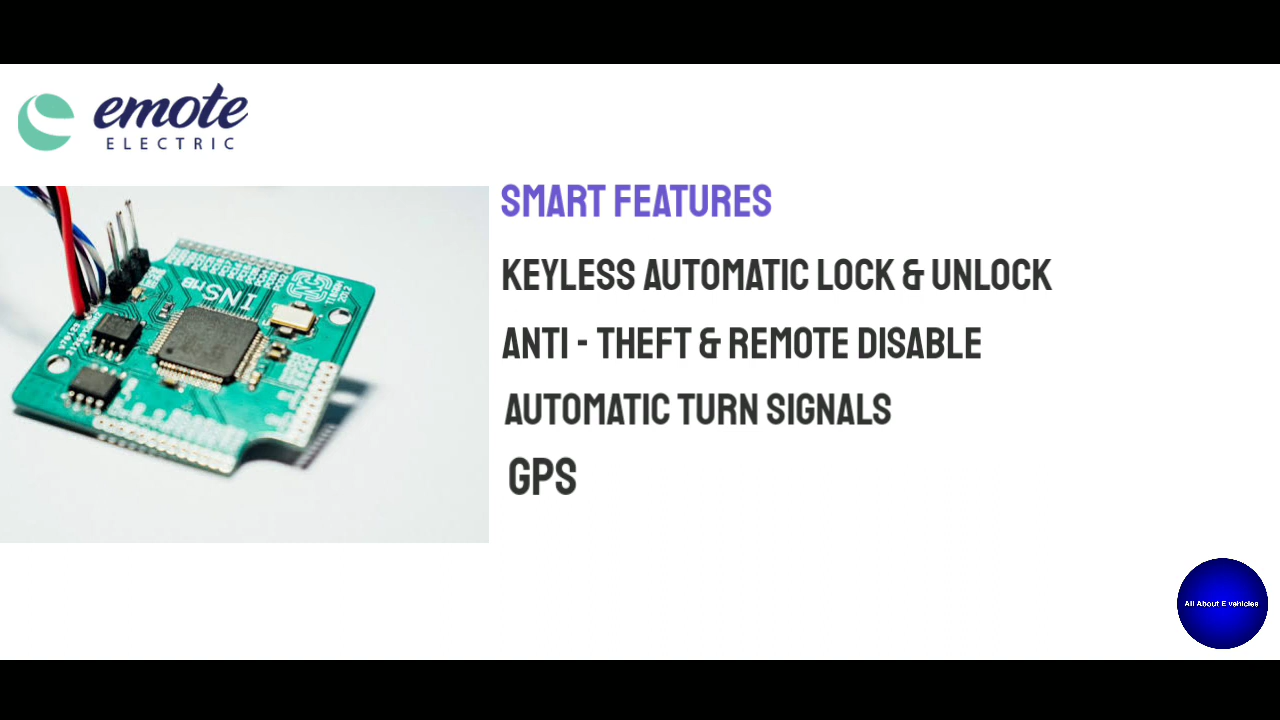 emote
ELECTRIC
SMART FEATURES
KEYLESS AUTOMATIC LOCK & UNLOCK
ANTI - THEFT & REMOTE DISABLE
AUTOMATIC TURN SIGNALS
GPS
All About E vehicles